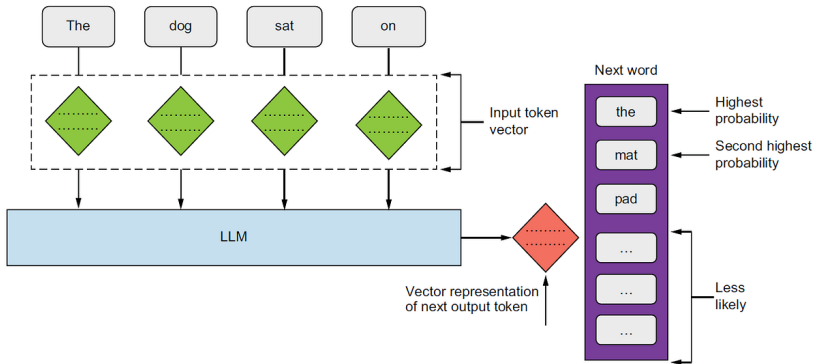 The
dog
sat
on
Input token
vector
LLM
Vector representation
of next output token
Next word
the
Highest
probability
mat
Second highest
probability
pad
...
...
...
Less
likely